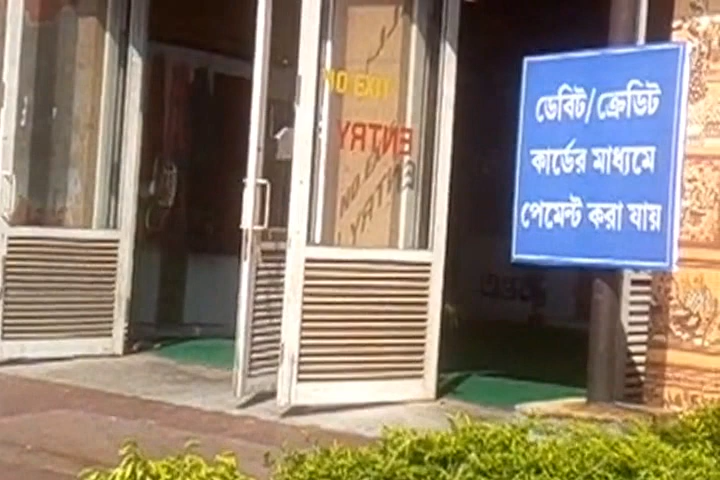 NO EXIT
ENTRY
ডেবিট/ক্রেডিট
কার্ডের মাধ্যমে
পেমেন্ট করা যায়